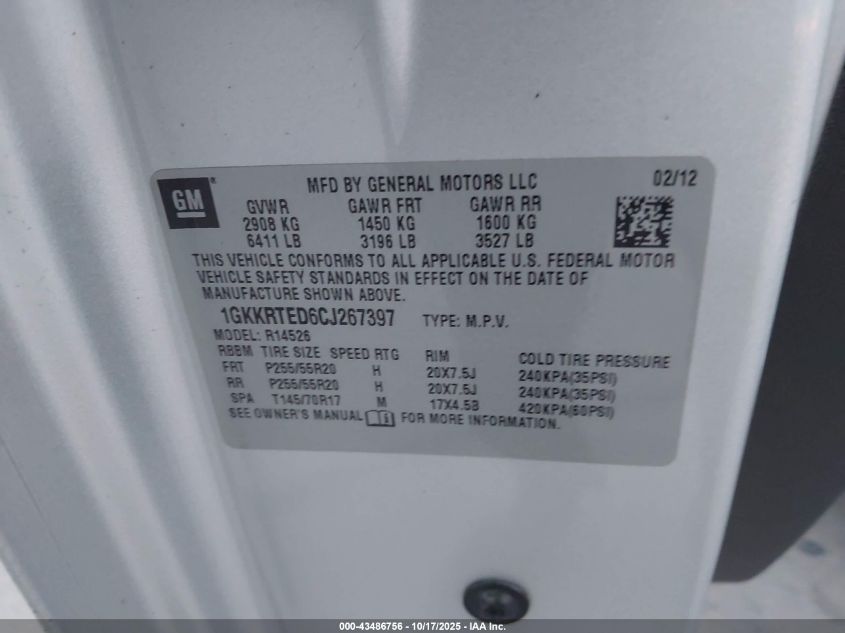 GM
MFD BY GENERAL MOTORS LLC 02/12
GVWR GAWR FRT GAWR RR
2908 KG 1450 KG 1600 KG
6411 LB 3196 LB 3527 LB
THIS VEHICLE CONFORMS TO ALL APPLICABLE U.S. FEDERAL MOTOR
VEHICLE SAFETY STANDARDS IN EFFECT ON THE DATE OF
MANUFACTURE SHOWN ABOVE.
1GKKRTED6CJ267397 TYPE: M.P.V.
MODEL: R14526
RBBM TIRE SIZE SPEED RTG RIM COLD TIRE PRESSURE
FRT P255/55R20 H 20X7.5J 240KPA(35PSI)
RR P255/55R20 H 20X7.5J 240KPA(35PSI)
SPA T145/70R17 M 17X4.5B 420KPA(60PSI)
SEE OWNER'S MANUAL FOR MORE INFORMATION.
000-43486756 - 10/17/2025 - IAA Inc.